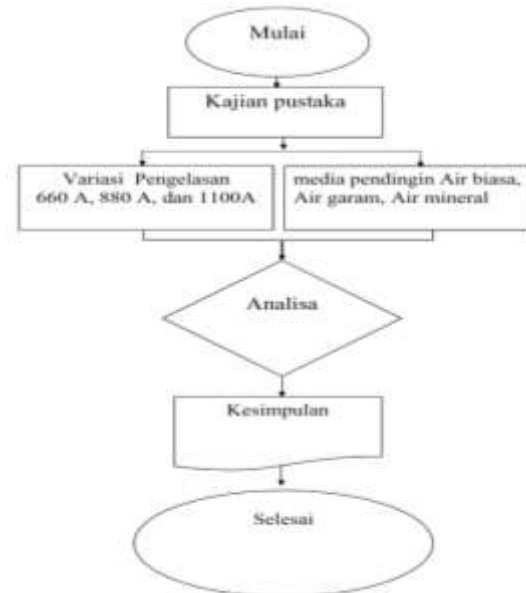 Mulai
Kajian pustaka
Variasi Pengelasan
660 A, 880 A, dan 1100A
media pendingin Air biasa,
Air garam, Air mineral
Analisa
Kesimpulan
Selesai